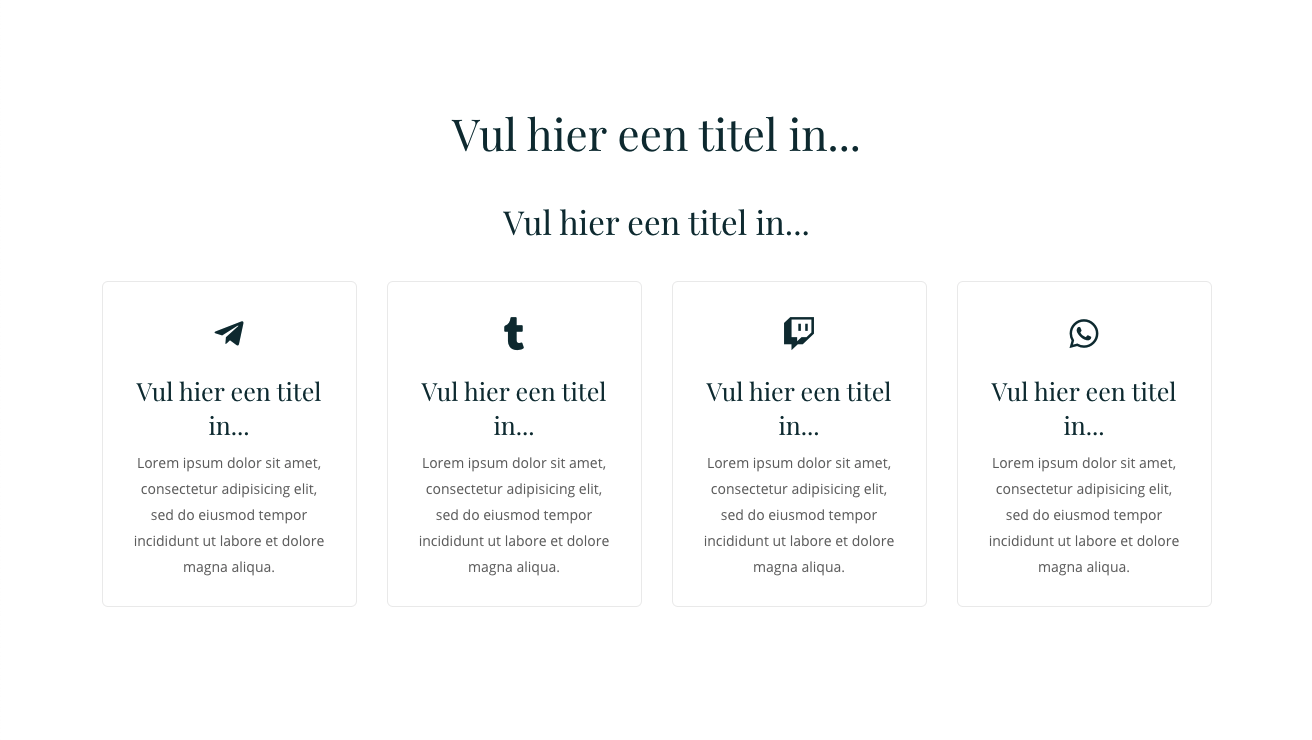 Vul hier een titel in...
Vul hier een titel in...
Vul hier een titel
in...
Lorem ipsum dolor sit amet,
consectetur adipisicing elit,
sed do eiusmod tempor
incididunt ut labore et dolore
magna aliqua.
Vul hier een titel
in...
Lorem ipsum dolor sit amet,
consectetur adipisicing elit,
sed do eiusmod tempor
incididunt ut labore et dolore
magna aliqua.
Vul hier een titel
in...
Lorem ipsum dolor sit amet,
consectetur adipisicing elit,
sed do eiusmod tempor
incididunt ut labore et dolore
magna aliqua.
Vul hier een titel
in...
Lorem ipsum dolor sit amet,
consectetur adipisicing elit,
sed do eiusmod tempor
incididunt ut labore et dolore
magna aliqua.